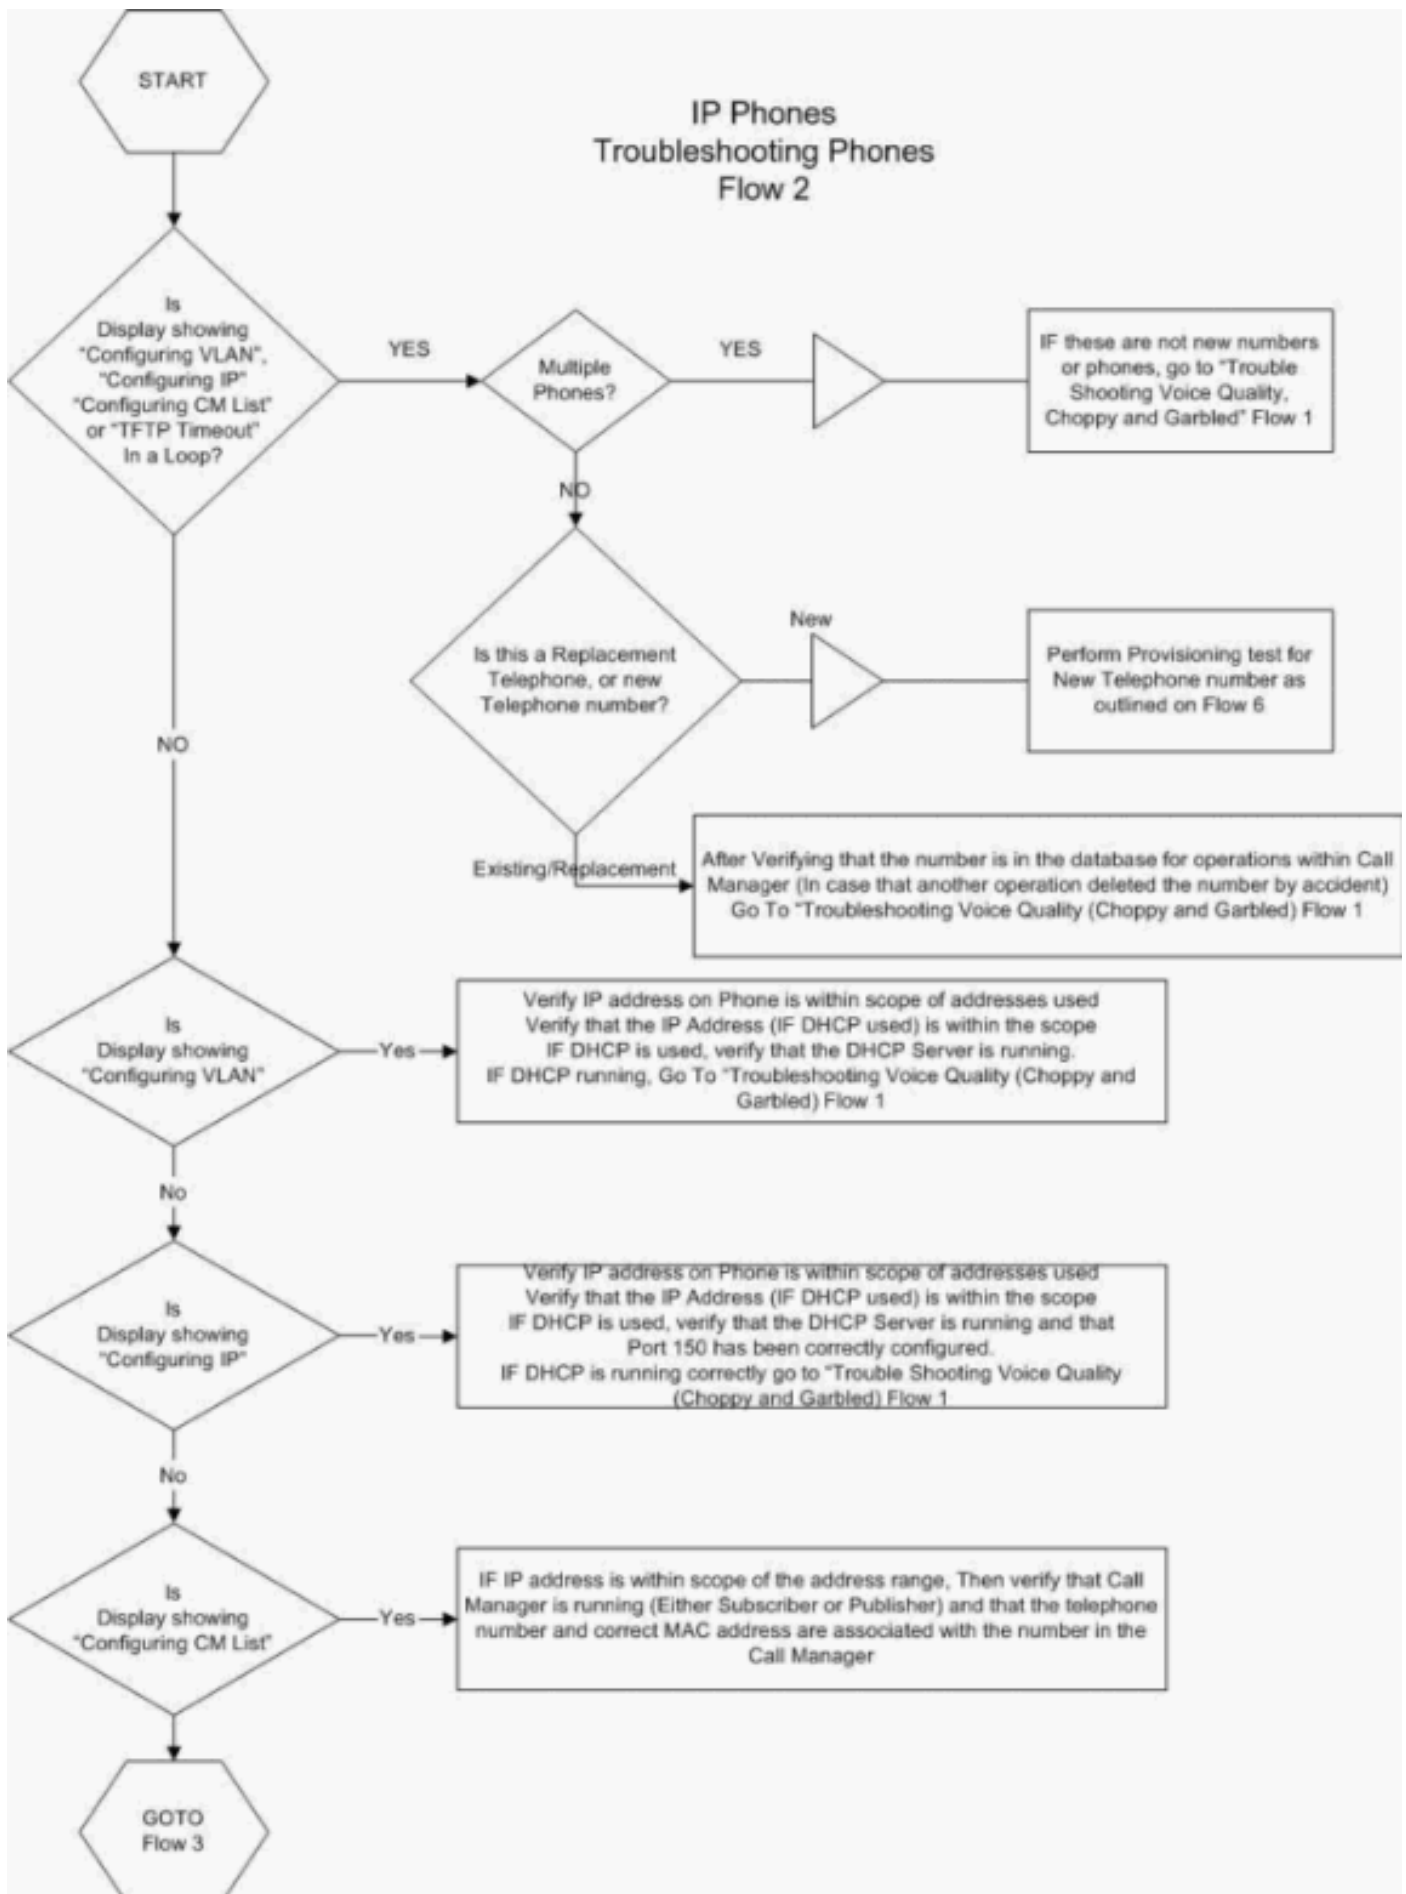 START
IP Phones
Troubleshooting Phones
Flow 2
Is
Display showing
"Configuring VLAN",
"Configuring IP"
"Configuring CM List"
or "TFTP Timeout"
In a Loop?
YES
Multiple
Phones?
YES
IF these are not new numbers
or phones, go to "Trouble
Shooting Voice Quality,
Choppy and Garbled" Flow 1
NO
Is this a Replacement
Telephone, or new
Telephone number?
New
Perform Provisioning test for
New Telephone number as
outlined on Flow 6
NO
Existing/Replacement
After Verifying that the number is in the database for operations within Call
Manager (In case that another operation deleted the number by accident)
Go To "Troubleshooting Voice Quality (Choppy and Garbled) Flow 1
Is
Display showing
"Configuring VLAN"
Yes
Verify IP address on Phone is within scope of addresses used
Verify that the IP Address (IF DHCP used) is within the scope
IF DHCP is used, verify that the DHCP Server is running.
IF DHCP running, Go To "Troubleshooting Voice Quality (Choppy and
Garbled) Flow 1
No
Is
Display showing
"Configuring IP"
Yes
Verify IP address on Phone is within scope of addresses used
Verify that the IP Address (IF DHCP used) is within the scope
IF DHCP is used, verify that the DHCP Server is running and that
Port 150 has been correctly configured.
IF DHCP is running correctly go to "Trouble Shooting Voice Quality
(Choppy and Garbled) Flow 1
No
Is
Display showing
"Configuring CM List"
Yes
IF IP address is within scope of the address range, Then verify that Call
Manager is running (Either Subscriber or Publisher) and that the telephone
number and correct MAC address are associated with the number in the
Call Manager
GOTO
Flow 3